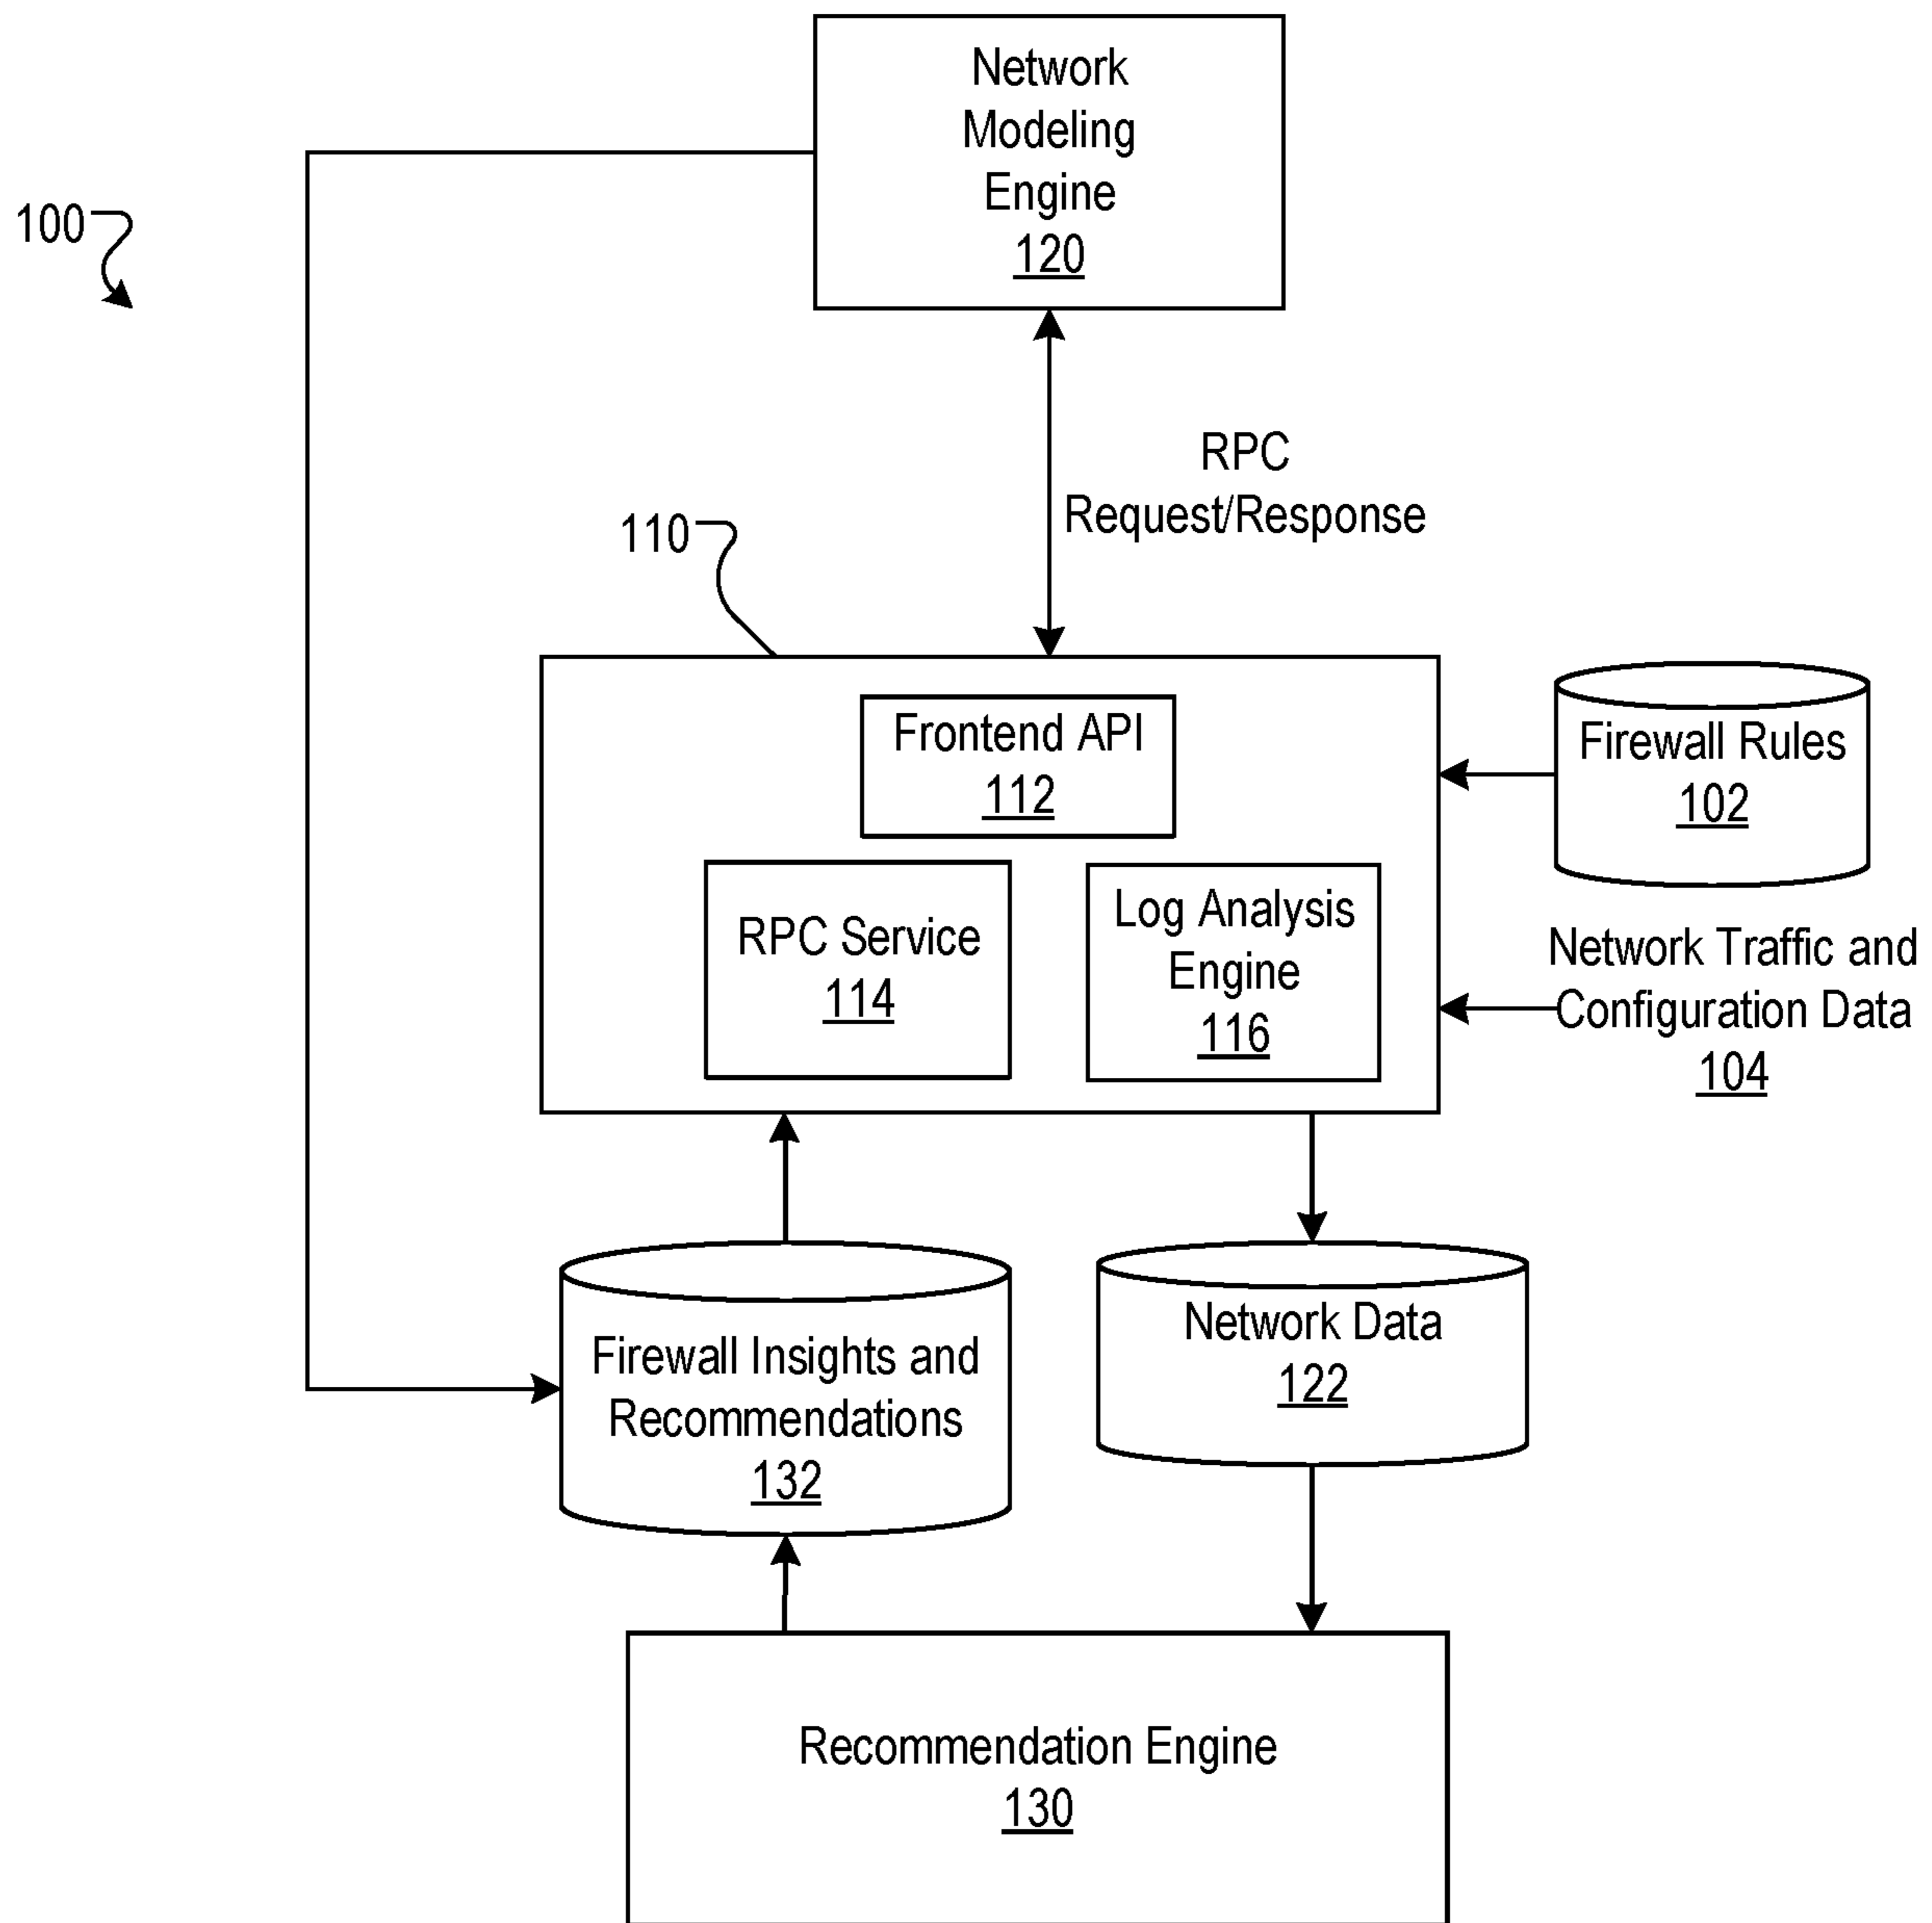 Network
Modeling
Engine
120
100
RPC
Request/Response
110
Frontend API
112
Firewall Rules
102
RPC Service
114
Log Analysis
Engine
116
Network Traffic and
Configuration Data
104
Firewall Insights and
Recommendations
132
Network Data
122
Recommendation Engine
130